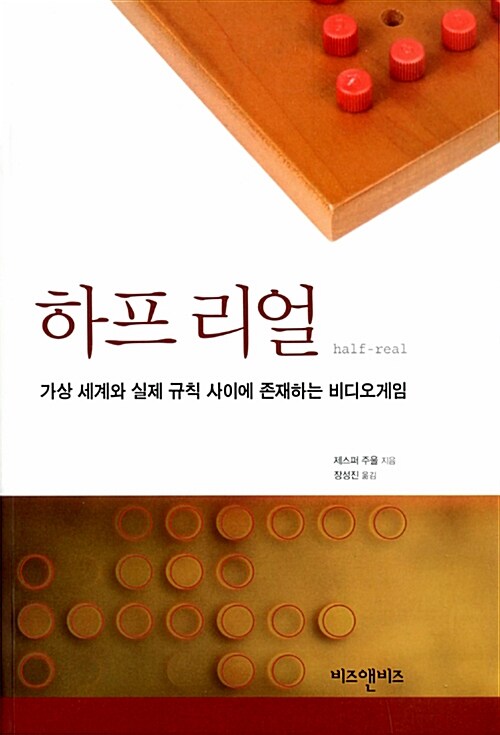 하프 리얼
half-real
가상 세계와 실제 규칙 사이에 존재하는 비디오게임
제스퍼 주울 지음
장성진 옮김
비즈앤비즈